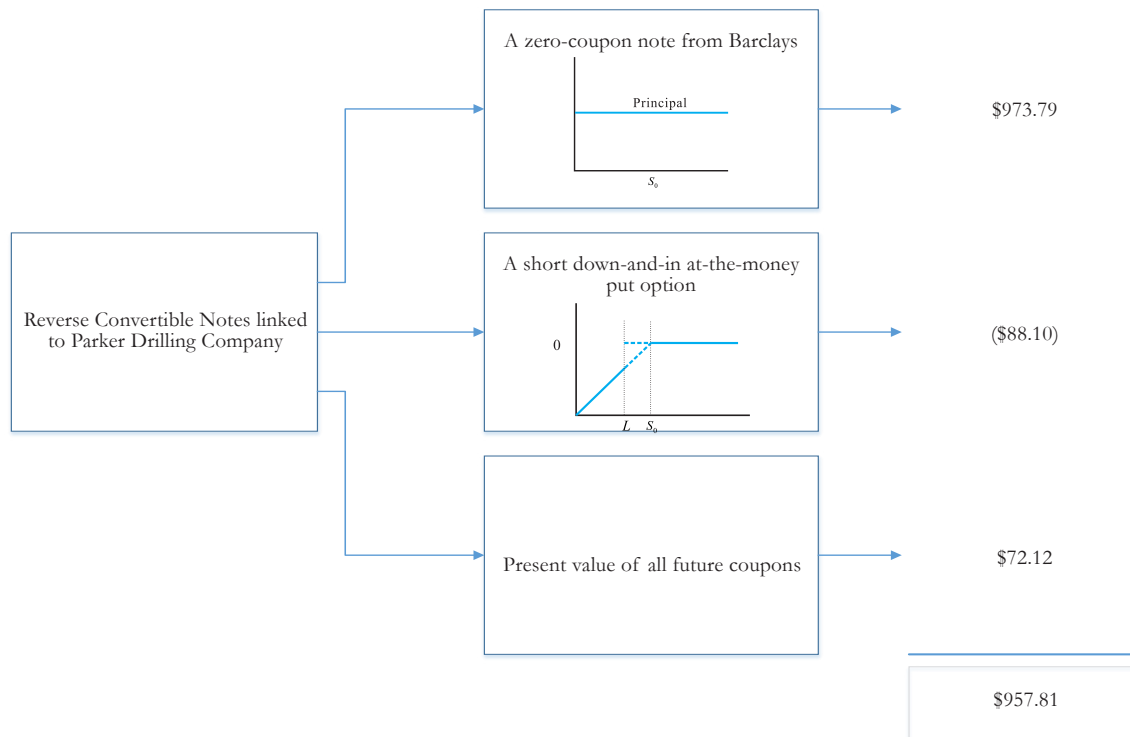 A zero-coupon note from Barclays
Principal
S₀
$973.79
Reverse Convertible Notes linked
to Parker Drilling Company
A short down-and-in at-the-money
put option
0
L S₀
($88.10)
Present value of all future coupons
$72.12
$957.81